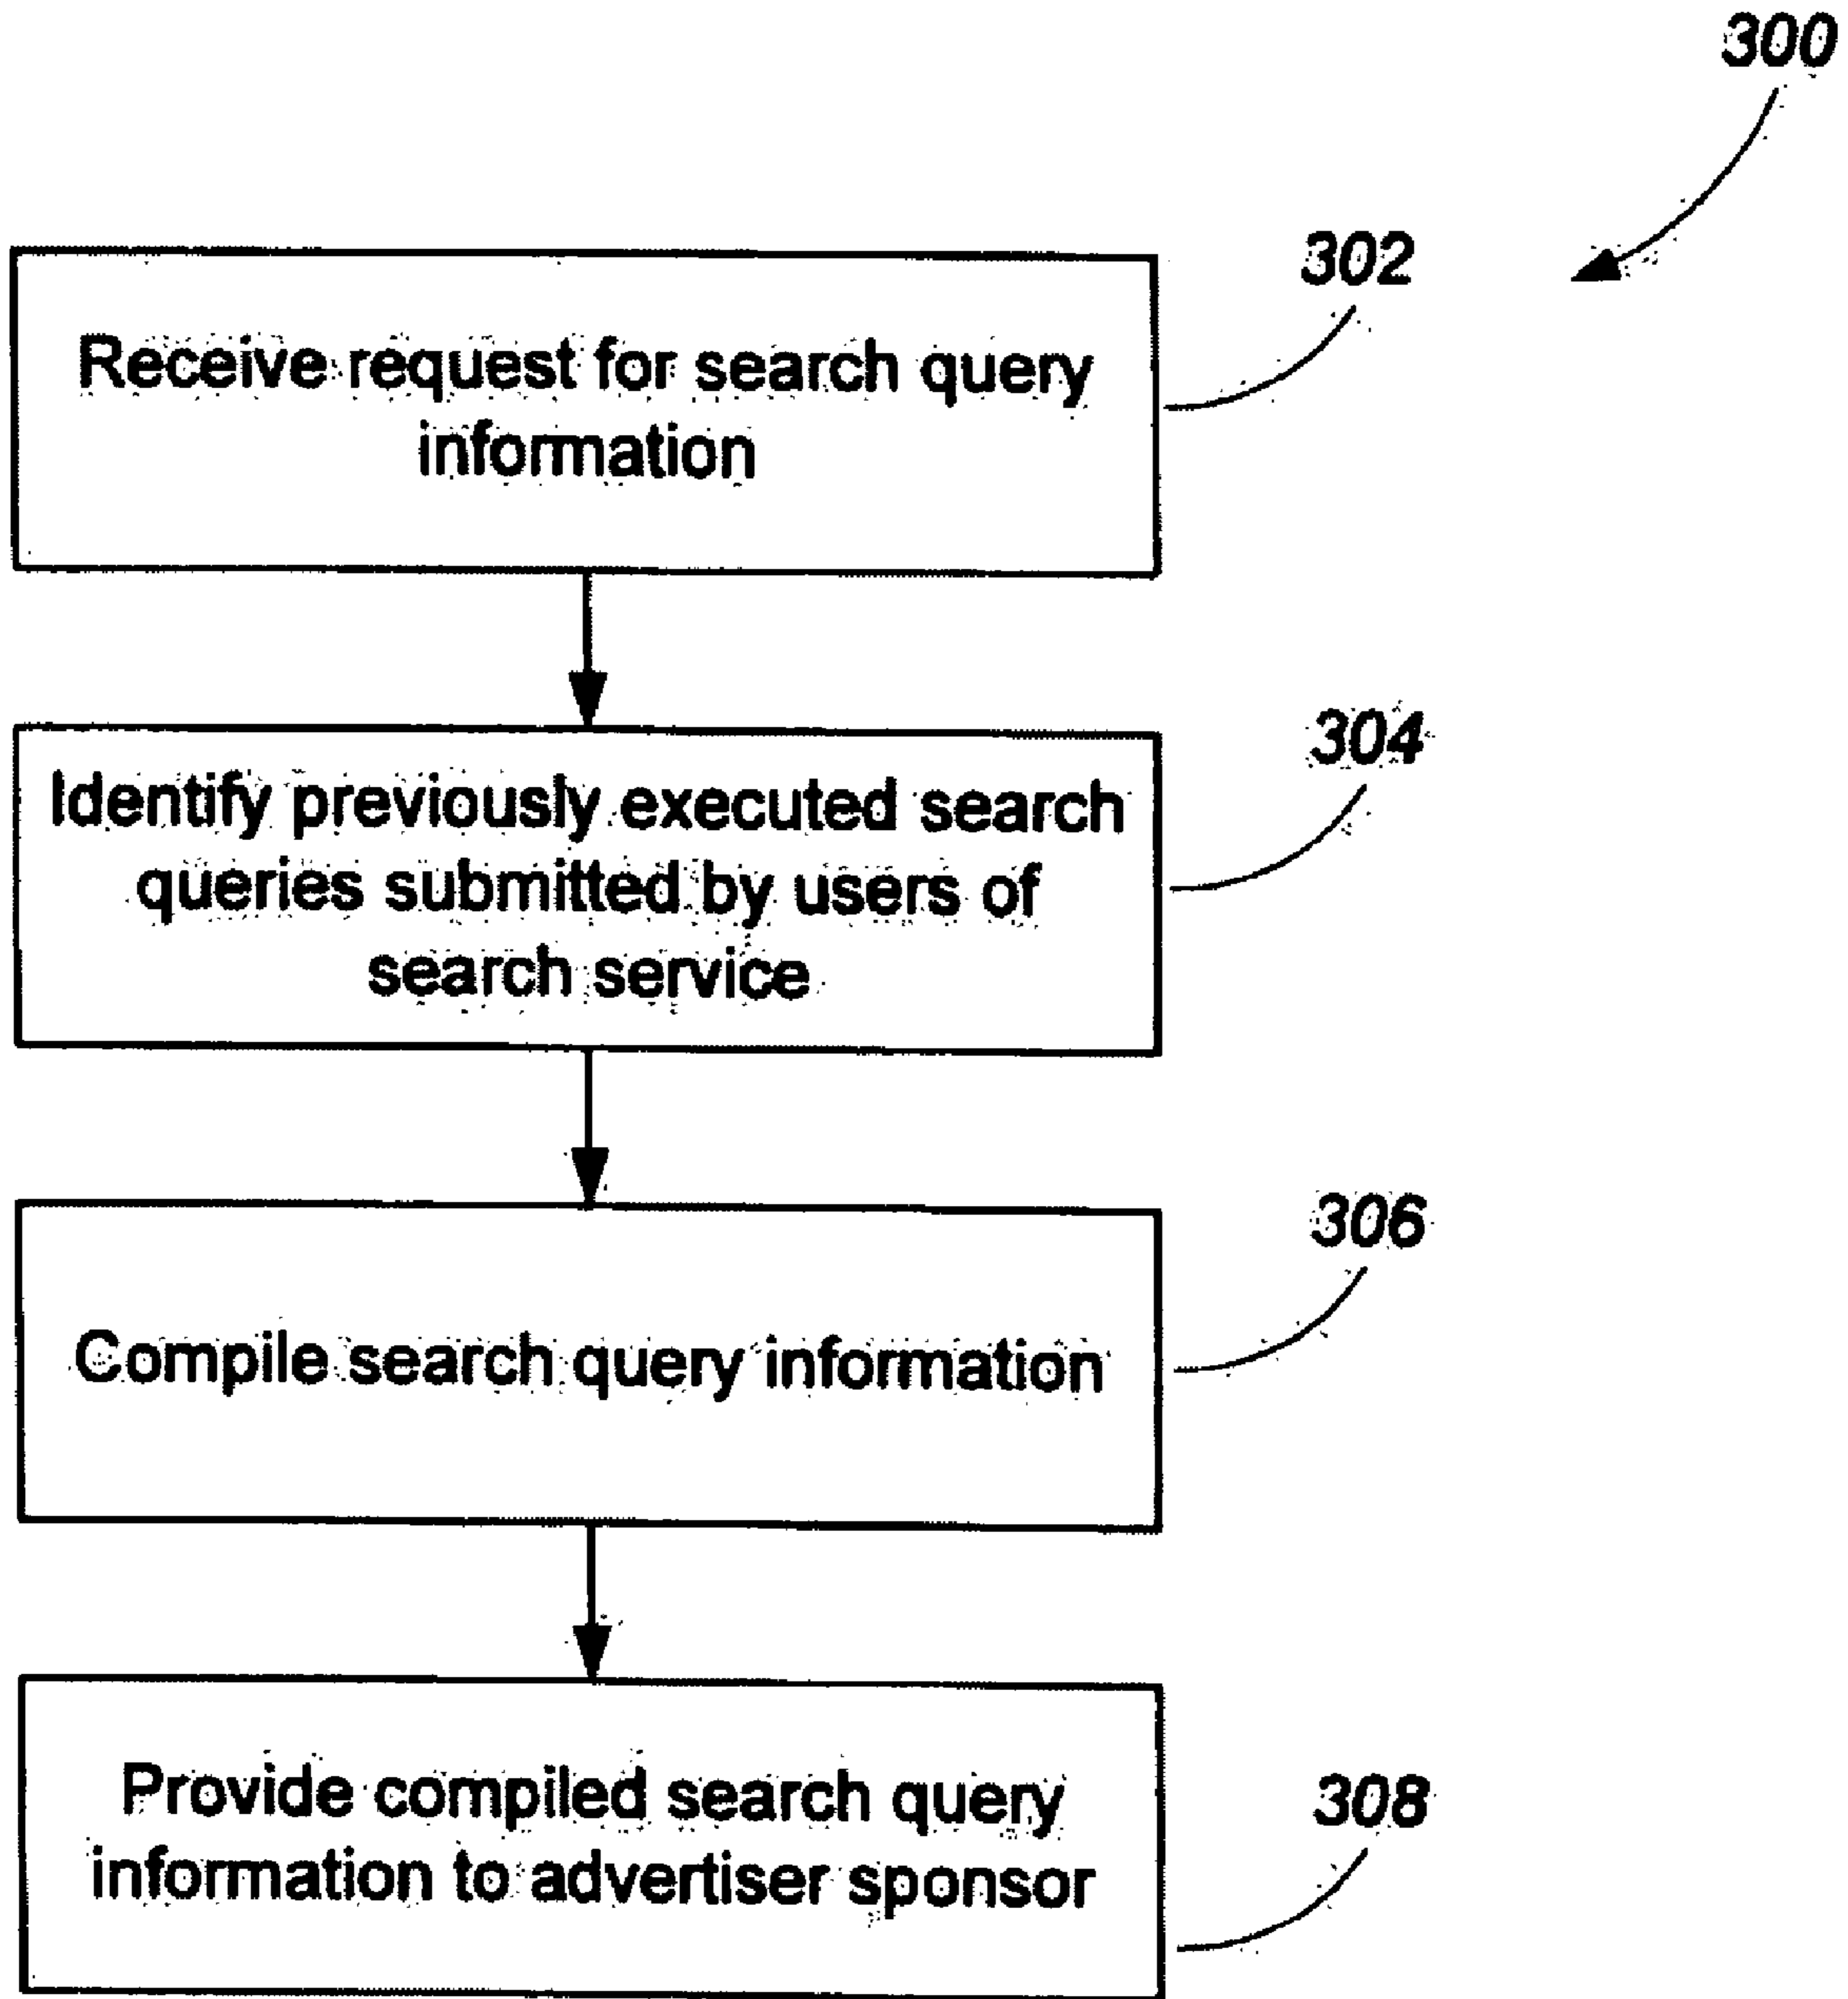 300
302
Receive request for search query
information
304
Identify previously executed search
queries submitted by users of
search service
306
Compile search query information
308
Provide compiled search query
information to advertiser sponsor